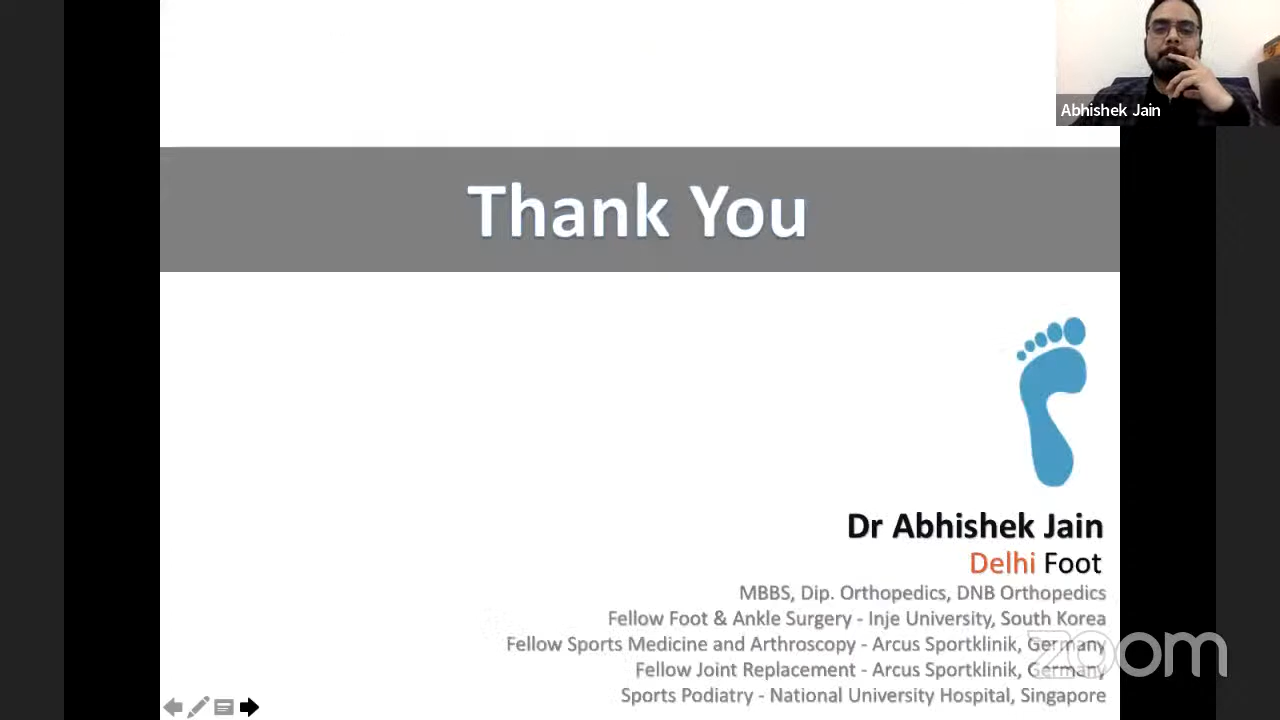 Abhishek Jain
Thank You
Dr Abhishek Jain
Delhi Foot
MBBS, Dip. Orthopedics, DNB Orthopedics
Fellow Foot & Ankle Surgery - Inje University, South Korea
Fellow Sports Medicine and Arthroscopy - Arcus Sportklinik, Germany
Fellow Joint Replacement - Arcus Sportklinik, Germany
Sports Podiatry - National University Hospital, Singapore
zoom